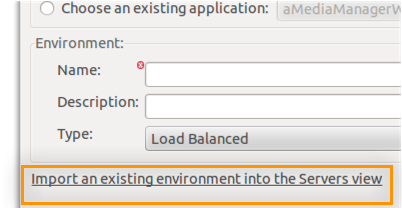 Choose an existing application: aMediaManagerW
Environment:
Name:
Description:
Type: Load Balanced
Import an existing environment into the Servers view